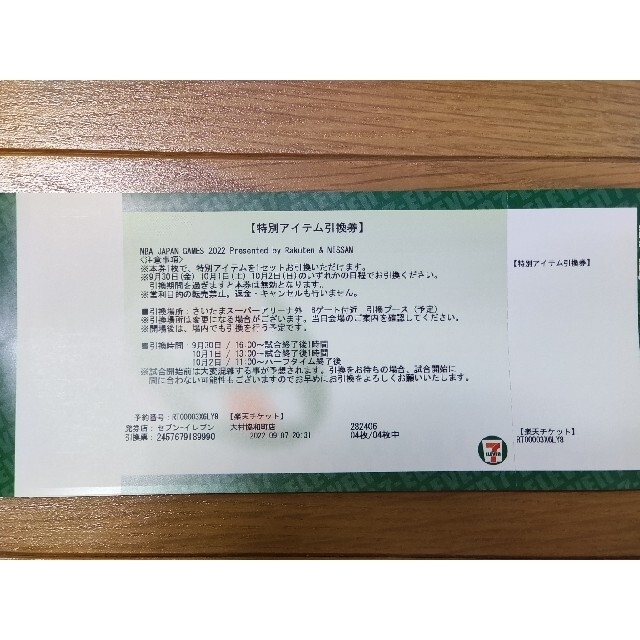 【特別アイテム引換券】
NBA JAPAN GAMES 2022 Presented by Rakuten & NISSAN
<注意事項>
※本券1枚で、特別アイテムを1セットお引換いただけます。
※9月30日(金) 10月1日(土) 10月2日(日)のいずれかの日程でお引換ください。
引換期間を過ぎますと本券は無効となります。
※営利目的の転売禁止。返金・キャンセルも行いません。
■引換場所：さいたまスーパーアリーナ外 ゲート付近 引換ブース (予定)
※引換場所は変更になる場合がございます。当日会場のご案内を確認してください。
※開場後は、場内でも引換を行う予定です。
■引換時間：9月30日 / 16:00~試合終了後1時間
10月1日 / 13:00~試合終了後1時間
10月2日 / 11:00~ハーフタイム終了後
※試合開始前は大変混雑する事が予想されます。引換をお待ちの場合、試合開始に
間に合わない可能性もございますのでお早めにお引換をよろしくお願いいたします。
予約番号：RT00003X6LY8 【楽天チケット】
発券店：セブン-イレブン 大村協和町店 282406
引換票：2457679189990 2022.09.07-20:31 04枚/04枚中
7
ELEVEN
【特別アイテム引換券】
【楽天チケット】
RT00003X6LY8